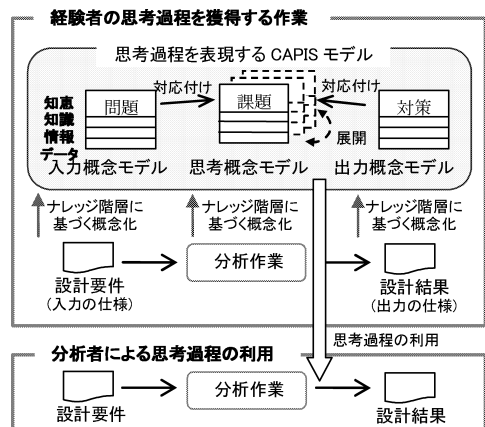 経験者の思考過程を獲得する作業
思考過程を表現する CAPIS モデル
対応付け
対応付け
知恵
知識
情報
データ
問題
課題
対策
展開
入力概念モデル
思考概念モデル
出力概念モデル
ナレッジ階層に
基づく概念化
ナレッジ階層に
基づく概念化
ナレッジ階層に
基づく概念化
分析作業
設計要件
(入力の仕様)
設計結果
(出力の仕様)
思考過程の利用
分析者による思考過程の利用
分析作業
設計要件
設計結果